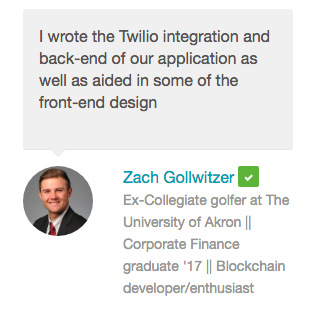 I wrote the Twilio integration and
back-end of our application as
well as aided in some of the
front-end design
Zach Gollwitzer
Ex-Collegiate golfer at The
University of Akron ||
Corporate Finance
graduate '17 || Blockchain
developer/enthusiast